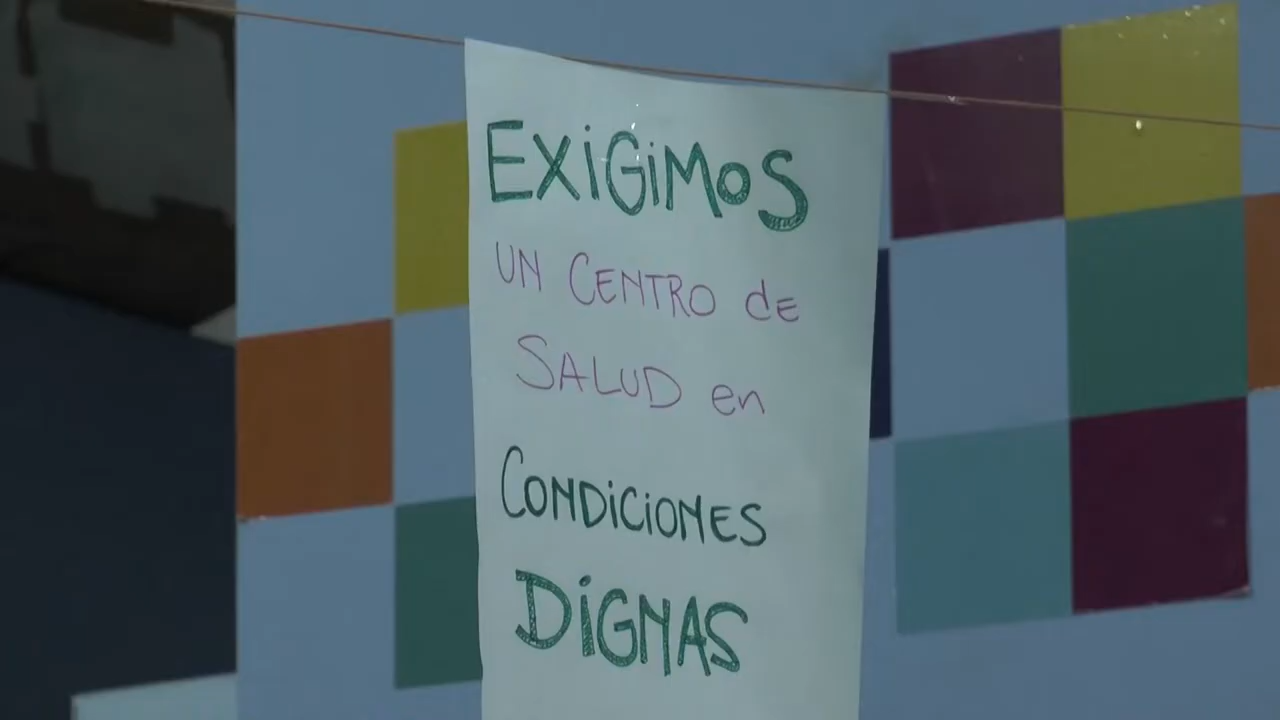 EXiGiMOS
UN CENTRO de
SALUD en
CONDiCiONES
DiGNAS